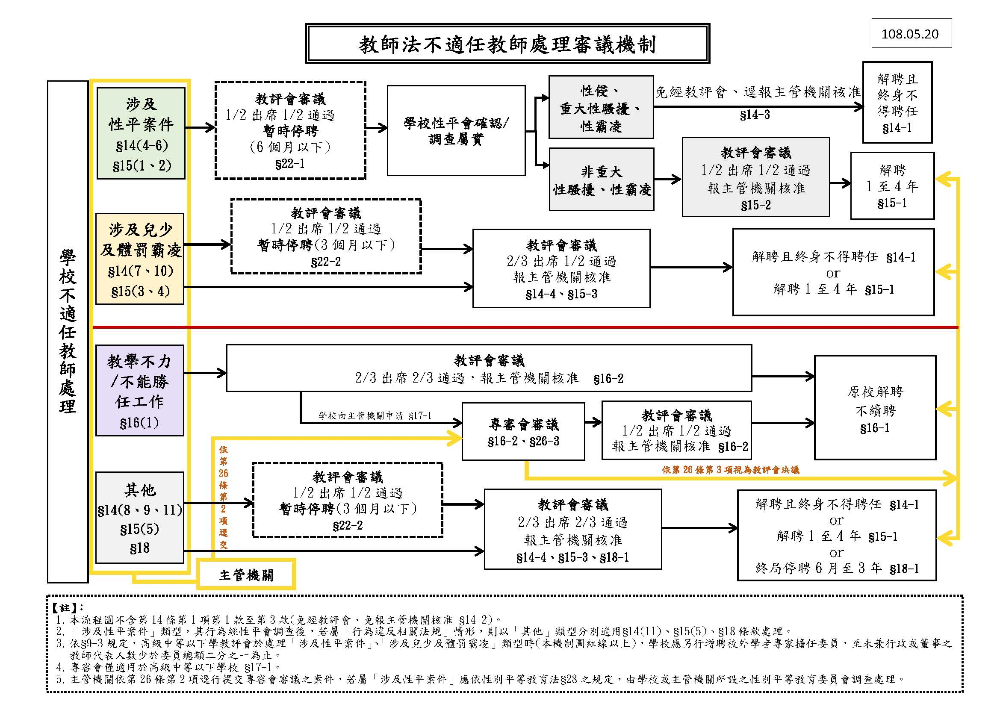 教師法不適任教師處理審議機制
108.05.20
學校不適任教師處理
涉及
性平案件
§14(4-6)
§15(1、2)
教評會審議
1/2 出席 1/2 通過
暫時停聘
(6 個月以下)
§22-1
學校性平會確認/
調查屬實
性侵、
重大性騷擾、
性霸凌
免經教評會、逕報主管機關核准
§14-3
解聘且
終身不
得聘任
§14-1
非重大
性騷擾、性霸凌
教評會審議
1/2 出席 1/2 通過
報主管機關核准
§15-2
解聘
1 至 4 年
§15-1
涉及兒少
及體罰霸凌
§14(7、10)
§15(3、4)
教評會審議
1/2 出席 1/2 通過
暫時停聘(3 個月以下)
§22-2
教評會審議
2/3 出席 1/2 通過
報主管機關核准
§14-4、§15-3
解聘且終身不得聘任 §14-1
or
解聘 1 至 4 年 §15-1
教學不力
/不能勝
任工作
§16(1)
教評會審議
2/3 出席 2/3 通過，報主管機關核准 §16-2
學校向主管機關申請 §17-1
專審會審議
§16-2、§26-3
教評會審議
1/2 出席 1/2 通過
報主管機關核准 §16-2
原校解聘
不續聘
§16-1
依第26條第2項逕交
依第 26 條第 3 項視為教評會決議
其他
§14(8、9、11)
§15(5)
§18
教評會審議
1/2 出席 1/2 通過
暫時停聘(3 個月以下)
§22-2
教評會審議
2/3 出席 2/3 通過
報主管機關核准
§14-4、§15-3、§18-1
解聘且終身不得聘任 §14-1
or
解聘 1 至 4 年 §15-1
or
終局停聘 6 月至 3 年 §18-1
主管機關
【註】：
1. 本流程圖不含第 14 條第 1 項第 1 款至第 3 款(免經教評會、免報主管機關核准 §14-2)。
2. 「涉及性平案件」類型，其行為經性平會調查後，若屬「行為違反相關法規」情形，則以「其他」類型分別適用§14(11)、§15(5)、§18 條款處理。
3. 依§9-3 規定，高級中等以下學教評會於處理「涉及性平案件」、「涉及兒少及體罰霸凌」類型時(本機制圖紅線以上)，學校應另行增聘校外學者專家擔任委員，至未兼行政或董事之
教師代表人數少於委員總額二分之一為止。
4. 專審會僅適用於高級中等以下學校 §17-1。
5. 主管機關依第 26 條第 2 項逕行提交專審會審議之案件，若屬「涉及性平案件」應依性別平等教育法§28 之規定，由學校或主管機關所設之性別平等教育委員會調查處理。